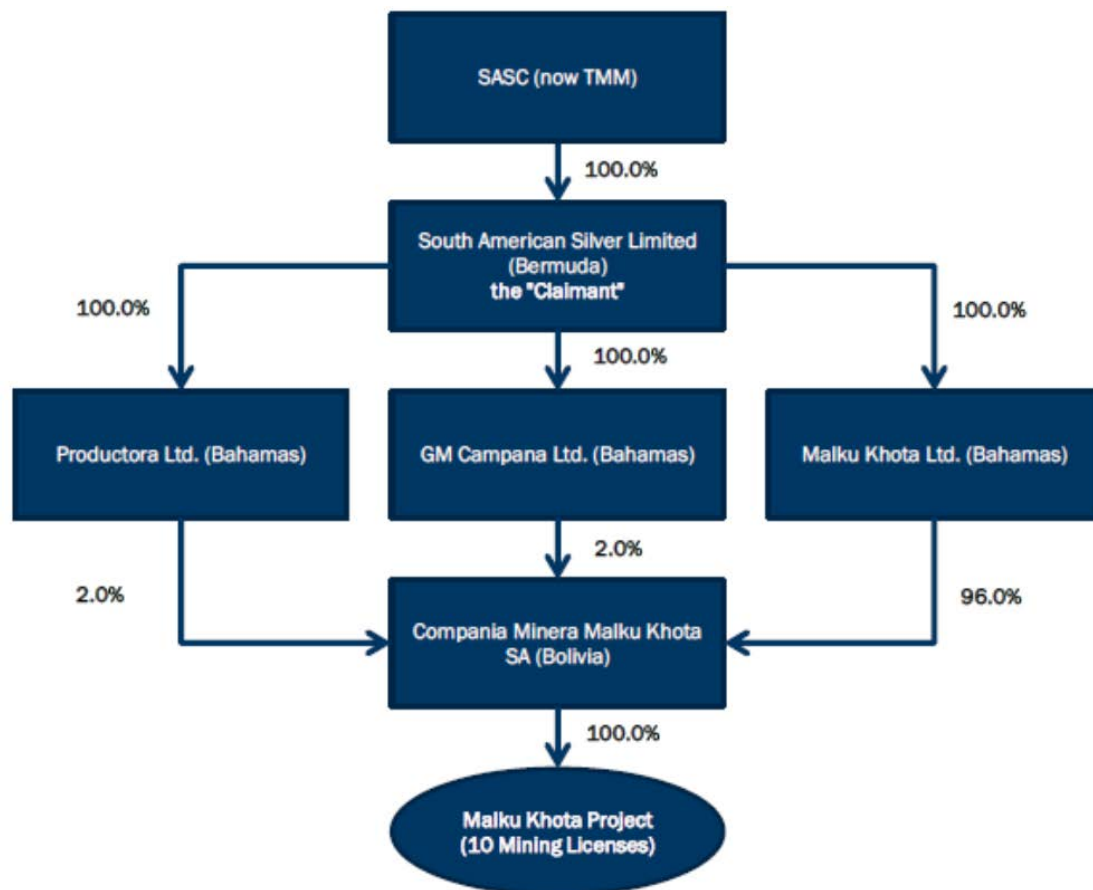 SASC (now TMM)
100.0%
South American Silver Limited
(Bermuda)
the "Claimant"
100.0%
100.0%
100.0%
Productora Ltd. (Bahamas)
GM Campana Ltd. (Bahamas)
Malku Khota Ltd. (Bahamas)
2.0%
2.0%
96.0%
Compania Minera Malku Khota
SA (Bolivia)
100.0%
Malku Khota Project
(10 Mining Licenses)